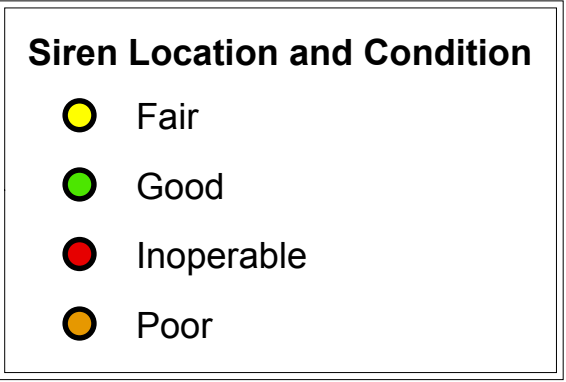 Siren Location and Condition
Fair
Good
Inoperable
Poor